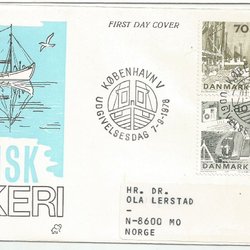 FIRST DAY COVER
KØBENHAVN V
UDGIVELSESDAG 7-9-1978
70
DANMARK
DANMARK
SK
KERI
HR. DR.
OLA LERSTAD
N-8600 MO
NORGE